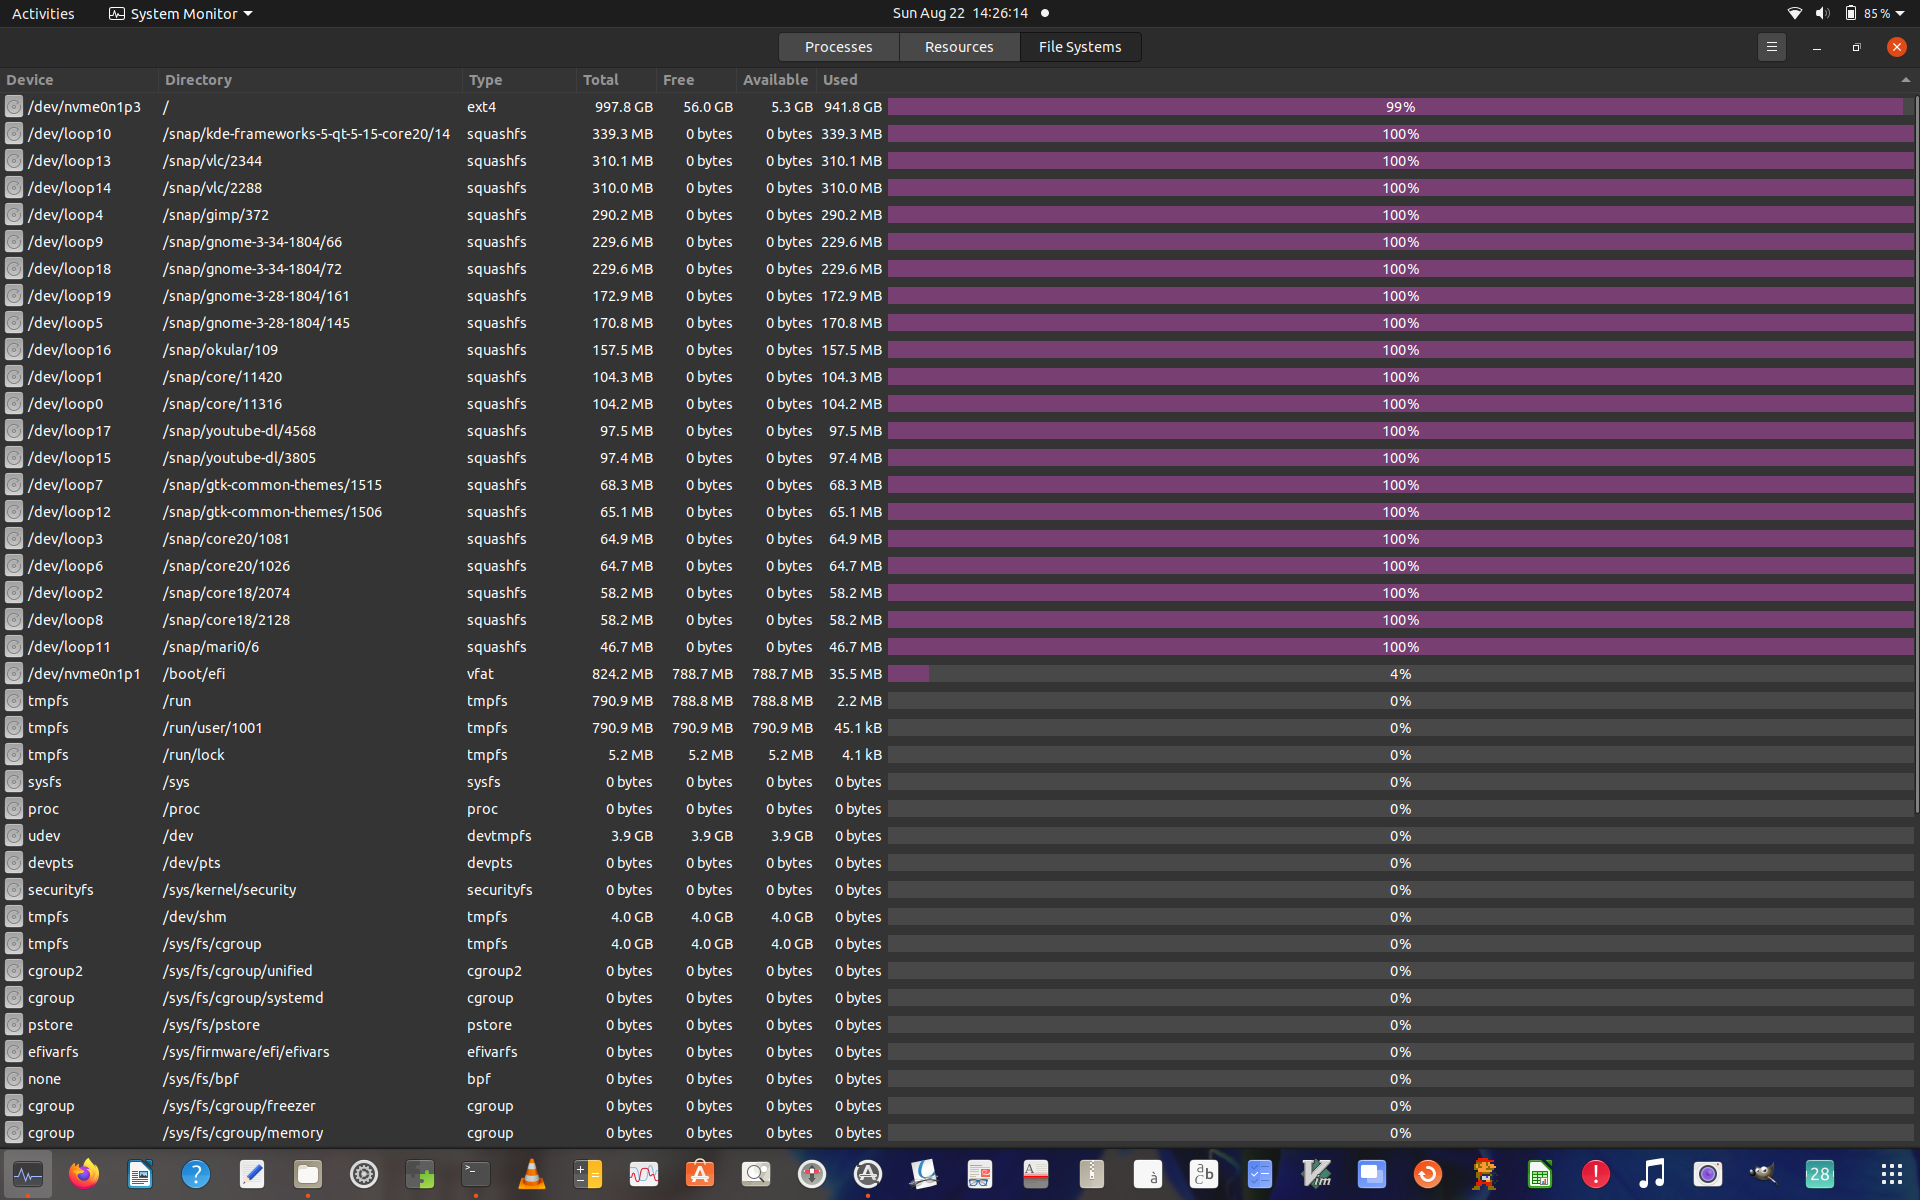 Activities System Monitor Sun Aug 22 14:26:14 85 %
Processes Resources File Systems
Device Directory Type Total Free Available Used
/dev/nvme0n1p3 / ext4 997.8 GB 56.0 GB 5.3 GB 941.8 GB 99%
/dev/loop10 /snap/kde-frameworks-5-qt-5-15-core20/14 squashfs 339.3 MB 0 bytes 0 bytes 339.3 MB 100%
/dev/loop13 /snap/vlc/2344 squashfs 310.1 MB 0 bytes 0 bytes 310.1 MB 100%
/dev/loop14 /snap/vlc/2288 squashfs 310.0 MB 0 bytes 0 bytes 310.0 MB 100%
/dev/loop4 /snap/gimp/372 squashfs 290.2 MB 0 bytes 0 bytes 290.2 MB 100%
/dev/loop9 /snap/gnome-3-34-1804/66 squashfs 229.6 MB 0 bytes 0 bytes 229.6 MB 100%
/dev/loop18 /snap/gnome-3-34-1804/72 squashfs 229.6 MB 0 bytes 0 bytes 229.6 MB 100%
/dev/loop19 /snap/gnome-3-28-1804/161 squashfs 172.9 MB 0 bytes 0 bytes 172.9 MB 100%
/dev/loop5 /snap/gnome-3-28-1804/145 squashfs 170.8 MB 0 bytes 0 bytes 170.8 MB 100%
/dev/loop16 /snap/okular/109 squashfs 157.5 MB 0 bytes 0 bytes 157.5 MB 100%
/dev/loop1 /snap/core/11420 squashfs 104.3 MB 0 bytes 0 bytes 104.3 MB 100%
/dev/loop0 /snap/core/11316 squashfs 104.2 MB 0 bytes 0 bytes 104.2 MB 100%
/dev/loop17 /snap/youtube-dl/4568 squashfs 97.5 MB 0 bytes 0 bytes 97.5 MB 100%
/dev/loop15 /snap/youtube-dl/3805 squashfs 97.4 MB 0 bytes 0 bytes 97.4 MB 100%
/dev/loop7 /snap/gtk-common-themes/1515 squashfs 68.3 MB 0 bytes 0 bytes 68.3 MB 100%
/dev/loop12 /snap/gtk-common-themes/1506 squashfs 65.1 MB 0 bytes 0 bytes 65.1 MB 100%
/dev/loop3 /snap/core20/1081 squashfs 64.9 MB 0 bytes 0 bytes 64.9 MB 100%
/dev/loop6 /snap/core20/1026 squashfs 64.7 MB 0 bytes 0 bytes 64.7 MB 100%
/dev/loop2 /snap/core18/2074 squashfs 58.2 MB 0 bytes 0 bytes 58.2 MB 100%
/dev/loop8 /snap/core18/2128 squashfs 58.2 MB 0 bytes 0 bytes 58.2 MB 100%
/dev/loop11 /snap/mari0/6 squashfs 46.7 MB 0 bytes 0 bytes 46.7 MB 100%
/dev/nvme0n1p1 /boot/efi vfat 824.2 MB 788.7 MB 788.7 MB 35.5 MB 4%
tmpfs /run tmpfs 790.9 MB 788.8 MB 788.8 MB 2.2 MB 0%
tmpfs /run/user/1001 tmpfs 790.9 MB 790.9 MB 790.9 MB 45.1 kB 0%
tmpfs /run/lock tmpfs 5.2 MB 5.2 MB 5.2 MB 4.1 kB 0%
sysfs /sys sysfs 0 bytes 0 bytes 0 bytes 0 bytes 0%
proc /proc proc 0 bytes 0 bytes 0 bytes 0 bytes 0%
udev /dev devtmpfs 3.9 GB 3.9 GB 3.9 GB 0 bytes 0%
devpts /dev/pts devpts 0 bytes 0 bytes 0 bytes 0 bytes 0%
securityfs /sys/kernel/security securityfs 0 bytes 0 bytes 0 bytes 0 bytes 0%
tmpfs /dev/shm tmpfs 4.0 GB 4.0 GB 4.0 GB 0 bytes 0%
tmpfs /sys/fs/cgroup tmpfs 4.0 GB 4.0 GB 4.0 GB 0 bytes 0%
cgroup2 /sys/fs/cgroup/unified cgroup2 0 bytes 0 bytes 0 bytes 0 bytes 0%
cgroup /sys/fs/cgroup/systemd cgroup 0 bytes 0 bytes 0 bytes 0 bytes 0%
pstore /sys/fs/pstore pstore 0 bytes 0 bytes 0 bytes 0 bytes 0%
efivarfs /sys/firmware/efi/efivars efivarfs 0 bytes 0 bytes 0 bytes 0 bytes 0%
none /sys/fs/bpf bpf 0 bytes 0 bytes 0 bytes 0 bytes 0%
cgroup /sys/fs/cgroup/freezer cgroup 0 bytes 0 bytes 0 bytes 0 bytes 0%
cgroup /sys/fs/cgroup/memory cgroup 0 bytes 0 bytes 0 bytes 0 bytes 0%
28